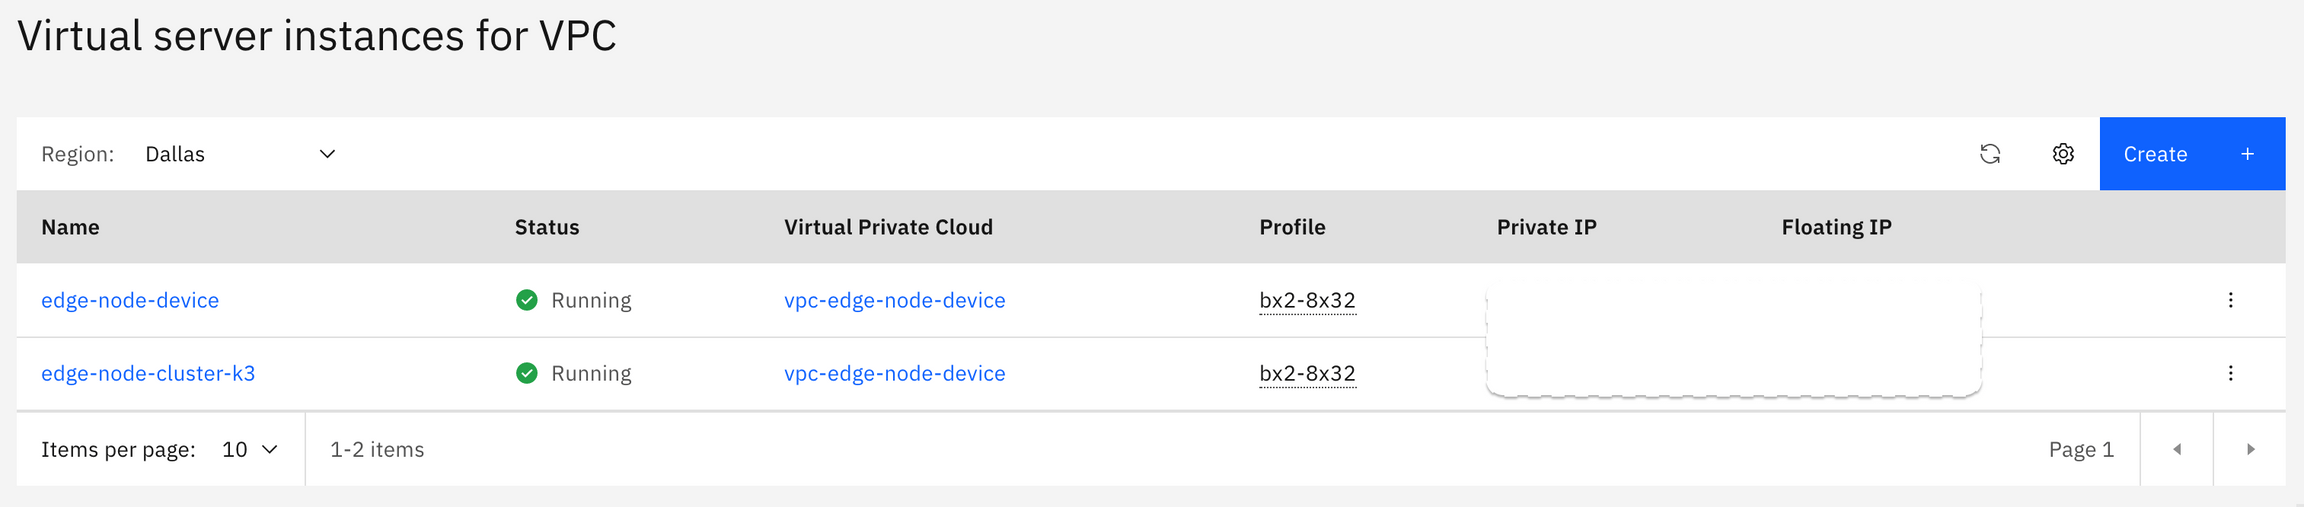 Virtual server instances for VPC
Region: Dallas Create +
Name Status Virtual Private Cloud Profile Private IP Floating IP
edge-node-device Running vpc-edge-node-device bx2-8x32
edge-node-cluster-k3 Running vpc-edge-node-device bx2-8x32
Items per page: 10 1-2 items Page 1